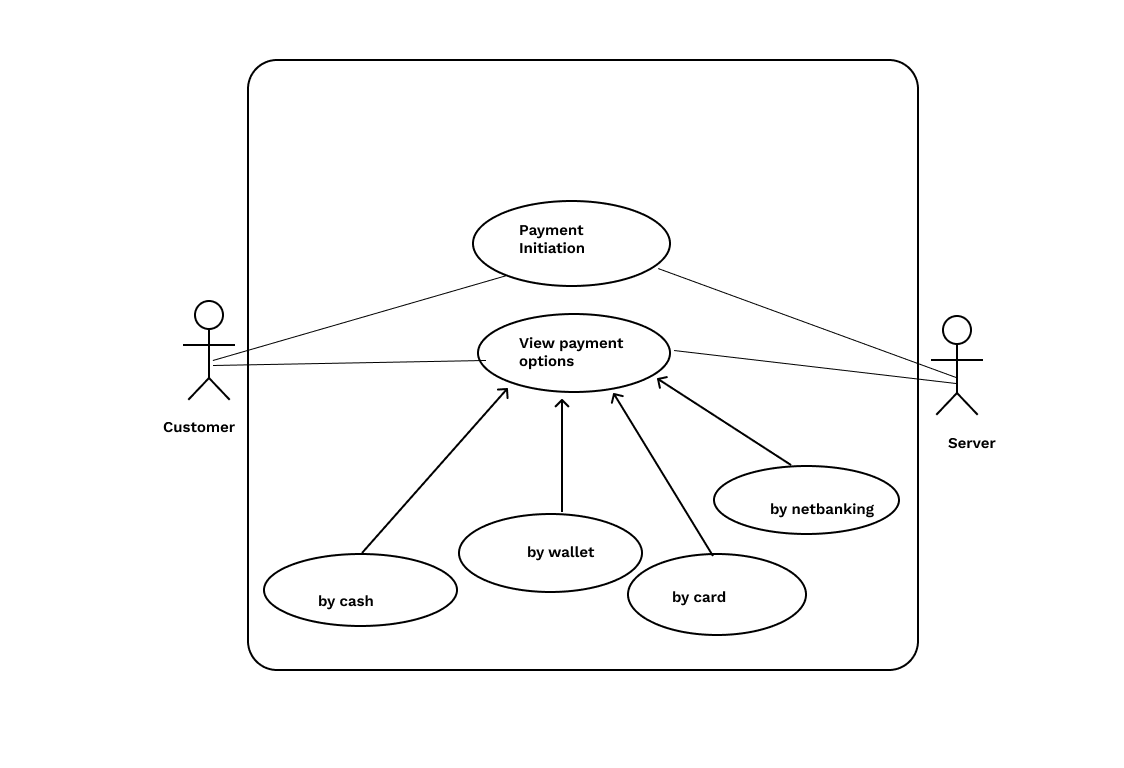 Payment
Initiation
View payment
options
Customer
Server
by netbanking
by wallet
by card
by cash